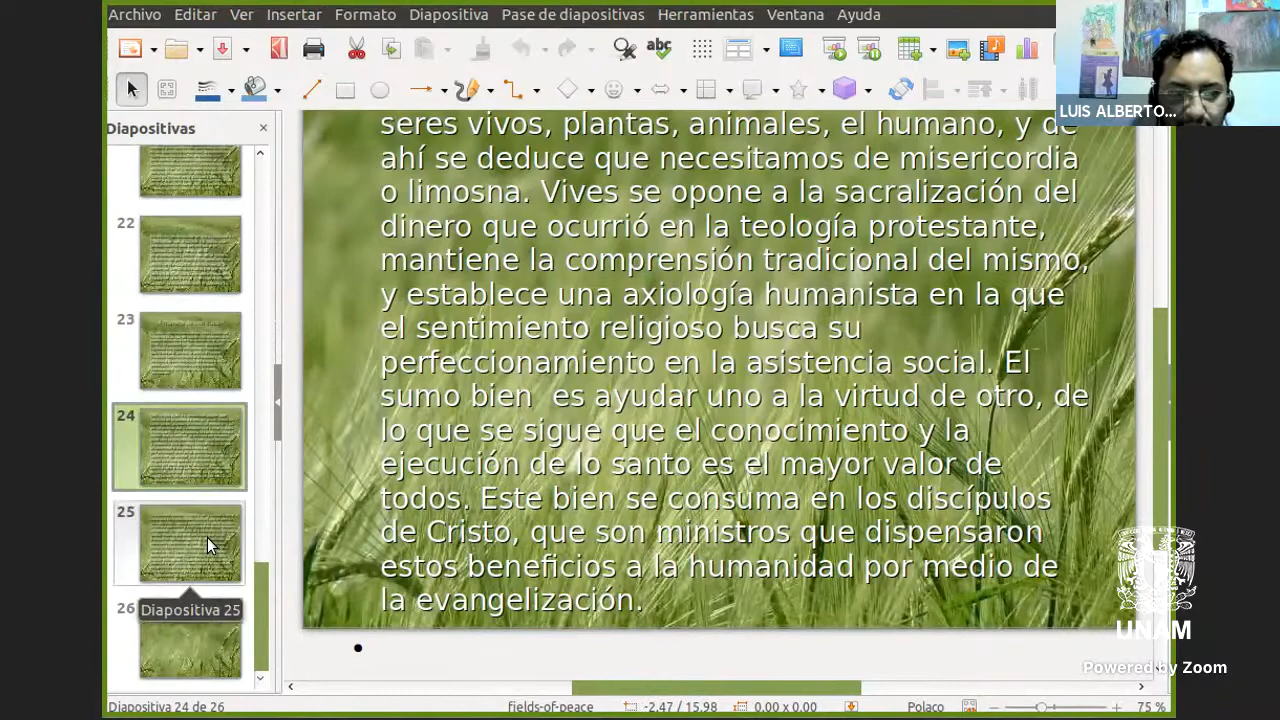 Archivo Editar Ver Insertar Formato Diapositiva Pase de diapositivas Herramientas Ventana Ayuda
abc
LUIS ALBERTO...
Diapositivas
22
23
24
25
26
Diapositiva 25
seres vivos, plantas, animales, el humano, y de
ahí se deduce que necesitamos de misericordia
o limosna. Vives se opone a la sacralización del
dinero que ocurrió en la teología protestante,
mantiene la comprensión tradicional del mismo,
y establece una axiología humanista en la que
el sentimiento religioso busca su
perfeccionamiento en la asistencia social. El
sumo bien  es ayudar uno a la virtud de otro, de
lo que se sigue que el conocimiento y la
ejecución de lo santo es el mayor valor de
todos. Este bien se consuma en los discípulos
de Cristo, que son ministros que dispensaron
estos beneficios a la humanidad por medio de
la evangelización.
UNAM
Powered by Zoom
Diapositiva 24 de 26 fields-of-peace -2.47 / 15.98 0.00 x 0.00 Polaco 75 %